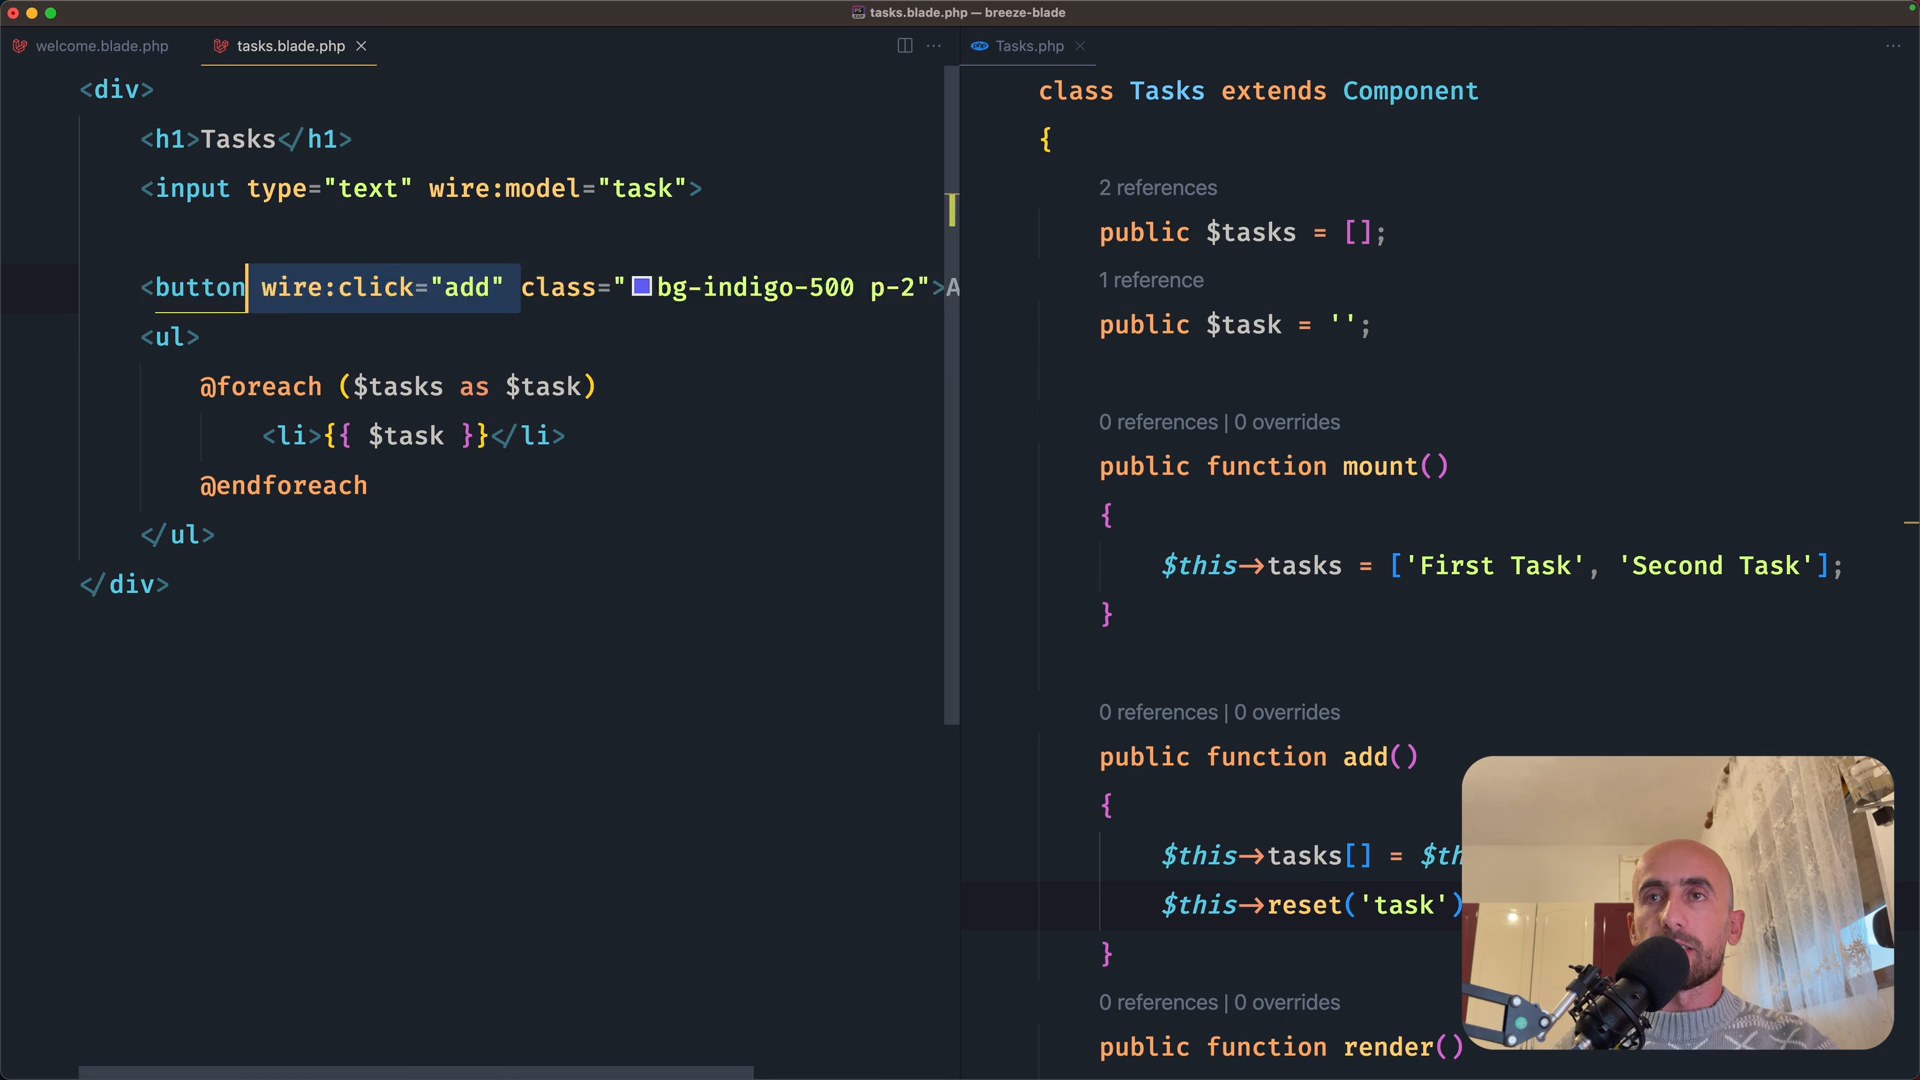 tasks.blade.php — breeze-blade
welcome.blade.php
tasks.blade.php
Tasks.php
<div>
<h1>Tasks</h1>
<input type="text" wire:model="task">
<button wire:click="add" class="bg-indigo-500 p-2">A
<ul>
@foreach ($tasks as $task)
<li>{{ $task }}</li>
@endforeach
</ul>
</div>
class Tasks extends Component
{
2 references
public $tasks = [];
1 reference
public $task = '';
0 references | 0 overrides
public function mount()
{
$this->tasks = ['First Task', 'Second Task'];
}
0 references | 0 overrides
public function add()
{
$this->tasks[] = $th
$this->reset('task')
}
0 references | 0 overrides
public function render()